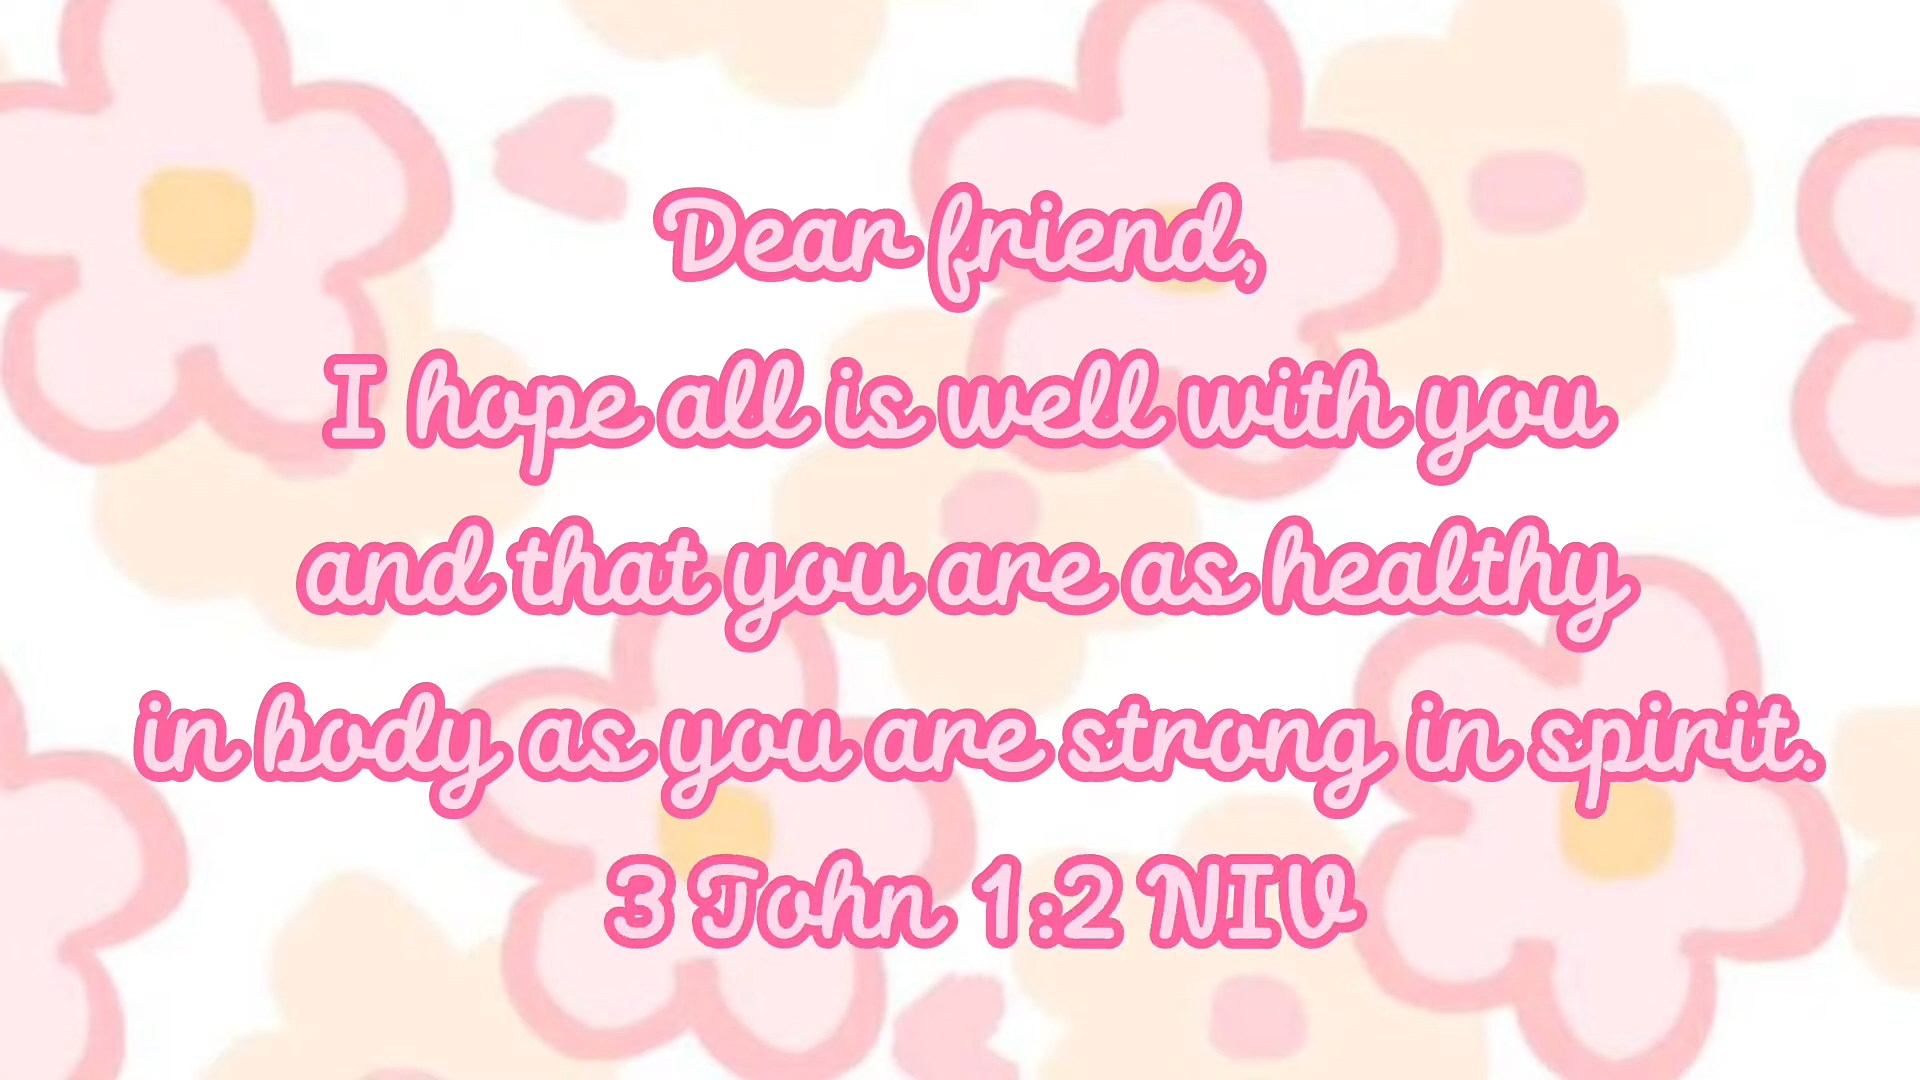 Dear friend,
I hope all is well with you
and that you are as healthy
in body as you are strong in spirit.
3 John 1:2 NIV